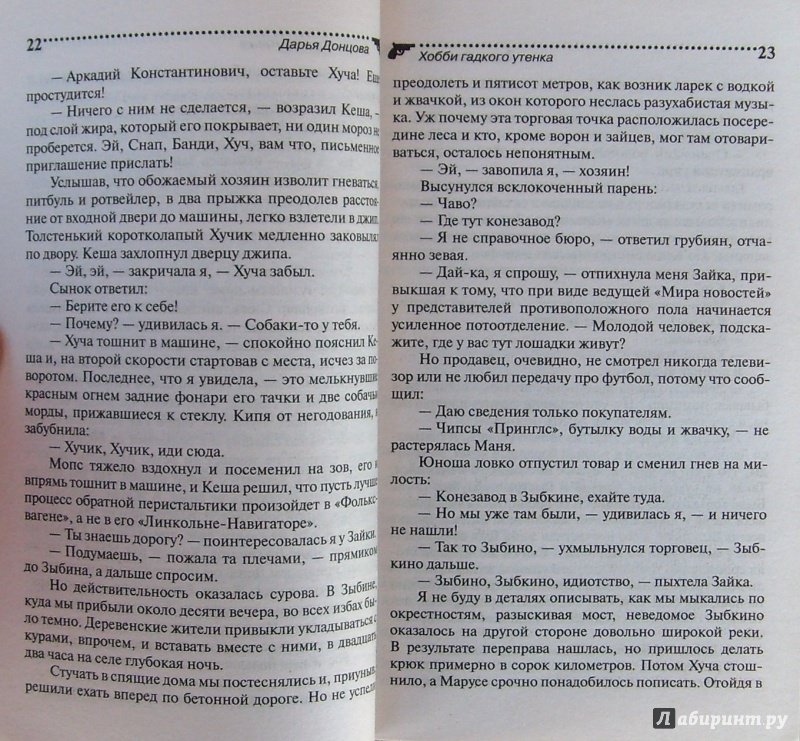 22
Дарья Донцова
— Аркадий Константинович, оставьте Хуча! Еще
простудится!
— Ничего с ним не сделается, — возразил Кеша, —
под слой жира, который его покрывает, ни один мороз не
проберется. Эй, Снап, Банди, Хуч, вам что, письменное
приглашение прислать!
Услышав, что обожаемый хозяин изволит гневаться,
питбуль и ротвейлер, в два прыжка преодолев расстоя-
ние от входной двери до машины, легко взлетели в джип.
Толстенький коротколапый Хучик медленно заковылял
по двору. Кеша захлопнул дверцу джипа.
— Эй, эй, — закричала я, — Хуча забыл.
Сынок ответил:
— Берите его к себе!
— Почему? — удивилась я. — Собаки-то у тебя.
— Хуча тошнит в машине, — спокойно пояснил Ке-
ша и, на второй скорости стартовав с места, исчез за по-
воротом. Последнее, что я увидела, — это мелькнувшие
красным огнем задние фонари его тачки и две собачьи
морды, прижавшиеся к стеклу. Кипя от негодования, я
забубнила:
— Хучик, Хучик, иди сюда.
Мопс тяжело вздохнул и посеменил на зов, его и
впрямь тошнит в машине, и Кеша решил, что пусть лучше
процесс обратной перистальтики произойдет в «Фолькс-
вагене», а не в его «Линкольне-Навигаторе».
— Ты знаешь дорогу? — поинтересовалась я у Зайки.
— Подумаешь, — пожала та плечами, — прямиком
до Зыбина, а дальше спросим.
Но действительность оказалась сурова. В Зыбине,
куда мы прибыли около десяти вечера, во всех избах бы-
ло темно. Деревенские жители привыкли укладываться с
курами, впрочем, и вставать вместе с ними, в двадцать
два часа на селе глубокая ночь.
Стучать в спящие дома мы постеснялись и, приуныв,
решили ехать вперед по бетонной дороге. Но не успели
Хобби гадкого утенка
23
преодолеть и пятисот метров, как возник ларек с водкой
и жвачкой, из окон которого неслась разухабистая музы-
ка. Уж почему эта торговая точка расположилась посере-
дине леса и кто, кроме ворон и зайцев, мог там отовари-
ваться, осталось непонятным.
— Эй, — завопила я, — хозяин!
Высунулся всклокоченный парень:
— Чаво?
— Где тут конезавод?
— Я не справочное бюро, — ответил грубиян, отча-
янно зевая.
— Дай-ка, я спрошу, — отпихнула меня Зайка, при-
выкшая к тому, что при виде ведущей «Мира новостей»
у представителей противоположного пола начинается
усиленное потоотделение. — Молодой человек, подска-
жите, где у вас тут лошадки живут?
Но продавец, очевидно, не смотрел никогда телеви-
зор или не любил передачу про футбол, потому что сооб-
щил:
— Даю сведения только покупателям.
— Чипсы «Принглс», бутылку воды и жвачку, — не
растерялась Маня.
Юноша ловко отпустил товар и сменил гнев на ми-
лость:
— Конезавод в Зыбкине, ехайте туда.
— Но мы уже там были, — удивилась я, — и ничего
не нашли!
— Так то Зыбино, — ухмыльнулся торговец, — Зыб-
кино дальше.
— Зыбино, Зыбкино, идиотство, — пыхтела Зайка.
Я не буду в деталях описывать, как мы мыкались по
окрестностям, разыскивая мост, неведомое Зыбкино
оказалось на другой стороне довольно широкой реки.
В результате переправа нашлась, но пришлось делать
крюк примерно в сорок километров. Потом Хуча стош-
нило, а Марусе срочно понадобилось пописать. Отойдя в
Лабиринт.ру